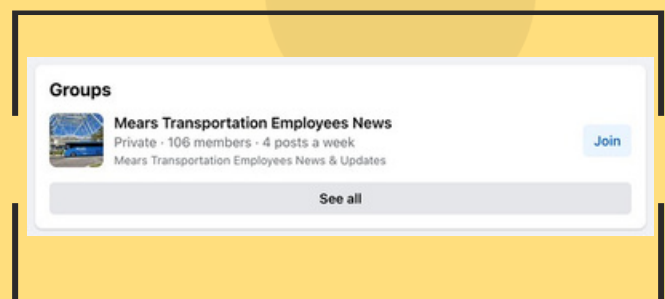 Groups
Mears Transportation Employees News
Private · 106 members · 4 posts a week
Mears Transportation Employees News & Updates
Join
See all